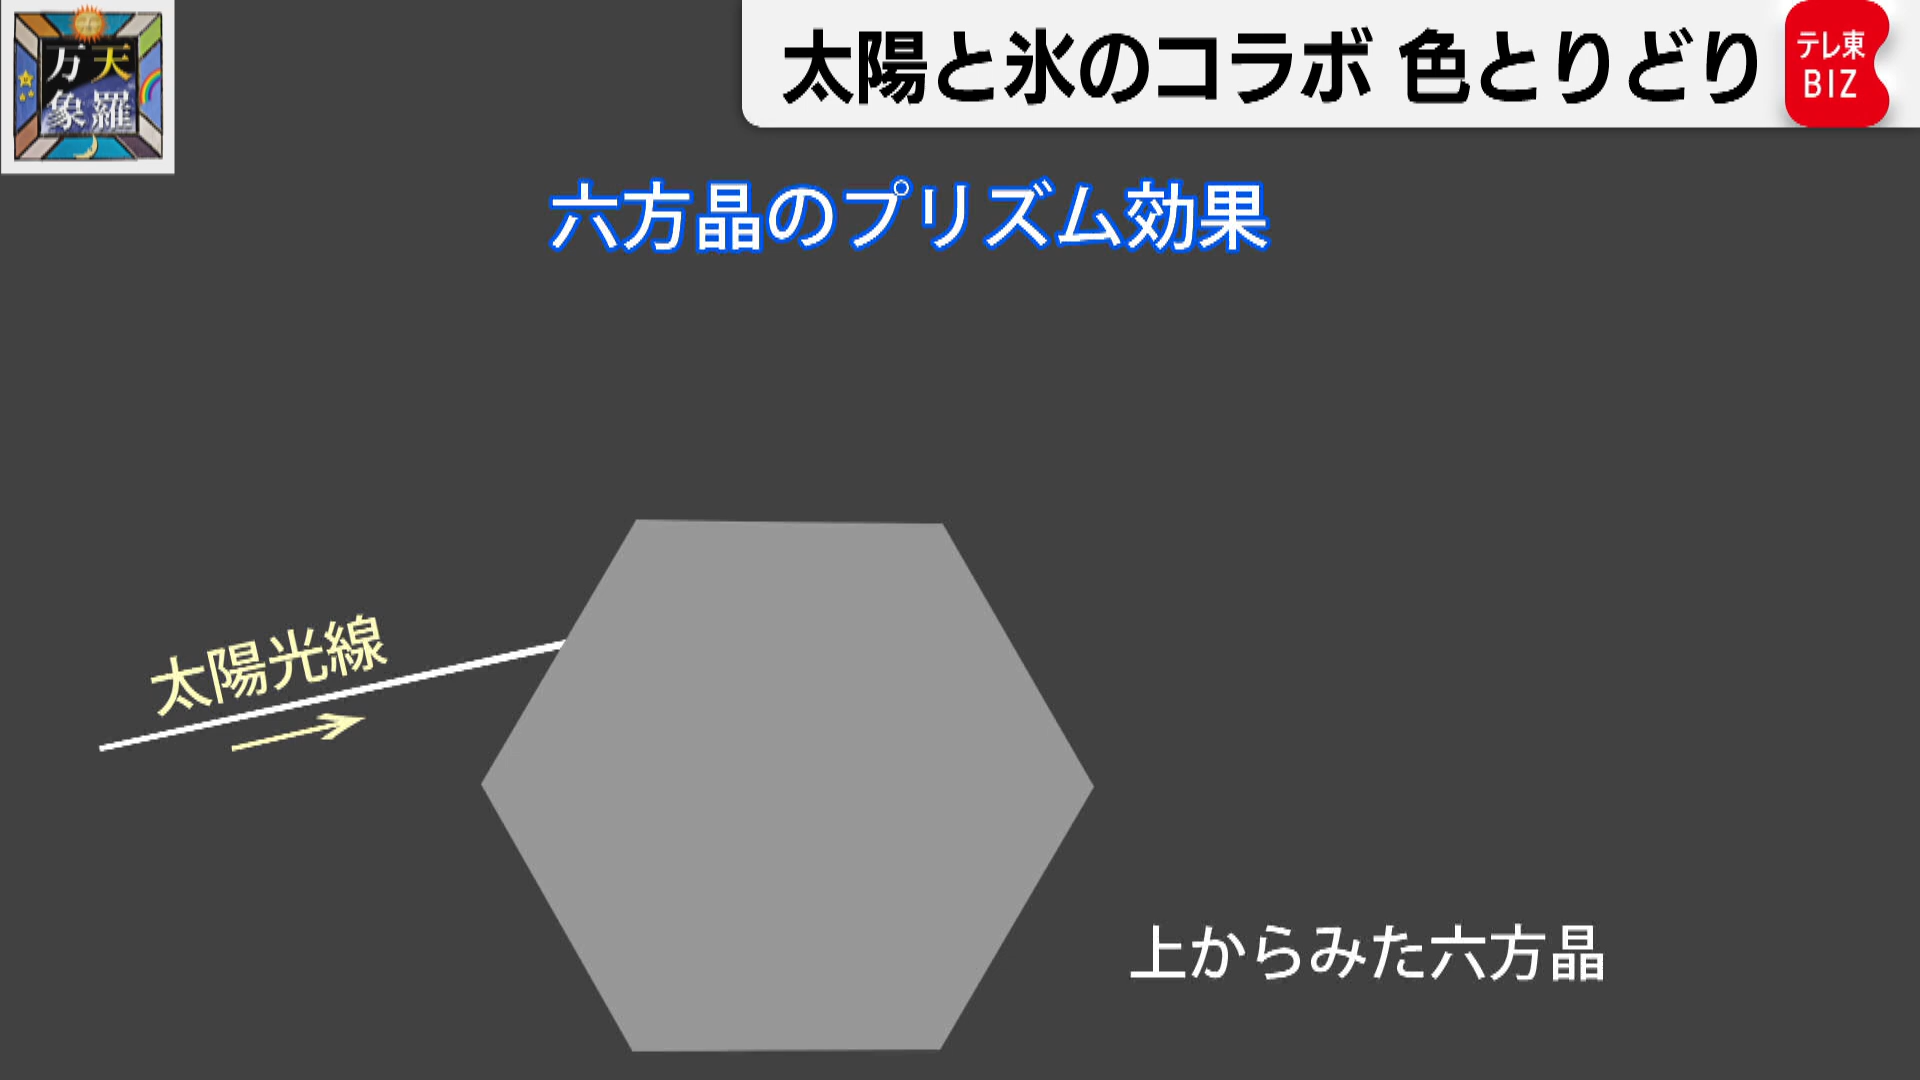 天羅
万象
太陽と氷のコラボ 色とりどり
テレ東
BIZ
六方晶のプリズム効果
太陽光線
上からみた六方晶